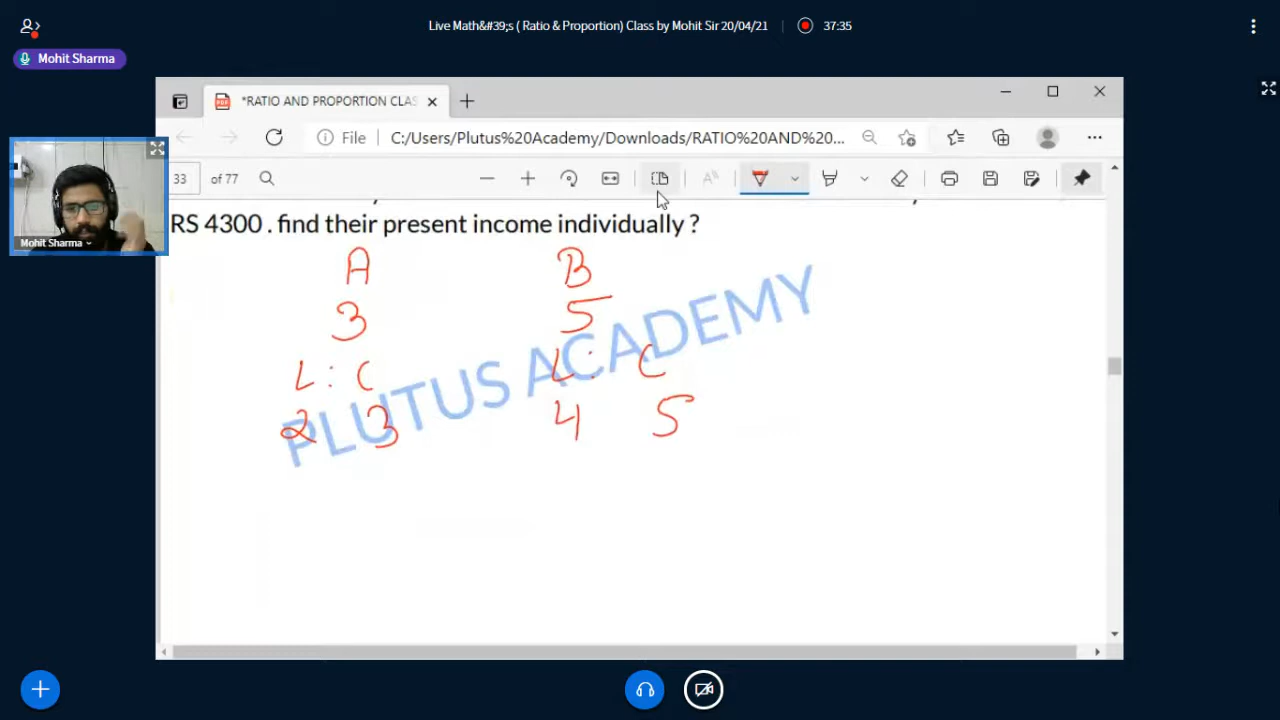 Live Math&#39;s ( Ratio & Proportion) Class by Mohit Sir 20/04/21 37:35
Mohit Sharma
*RATIO AND PROPORTION CLAS
File C:/Users/Plutus%20Academy/Downloads/RATIO%20AND%20...
33 of 77
Mohit Sharma
RS 4300 . find their present income individually ?
A B
3 5
L : C L : C
2 3 4 5
PLUTUS ACADEMY